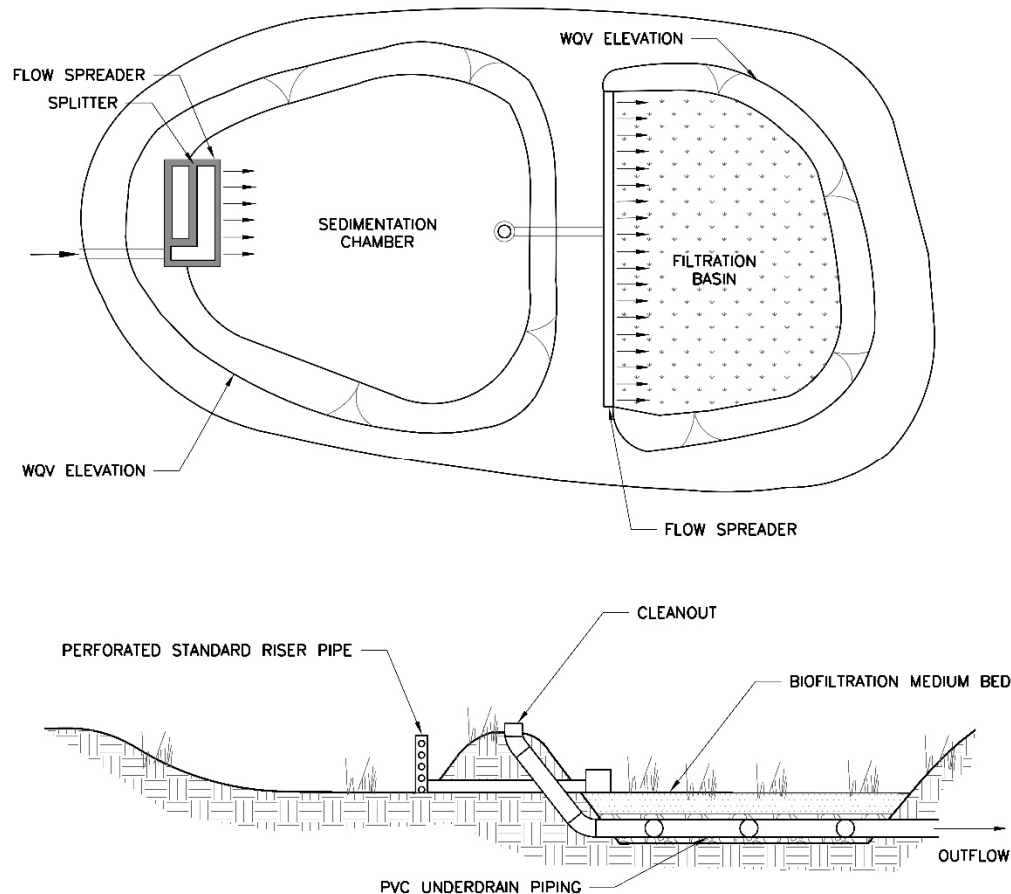 WQV ELEVATION
FLOW SPREADER
SPLITTER
SEDIMENTATION
CHAMBER
FILTRATION
BASIN
WQV ELEVATION
FLOW SPREADER
CLEANOUT
PERFORATED STANDARD RISER PIPE
BIOFILTRATION MEDIUM BED
OUTFLOW
PVC UNDERDRAIN PIPING